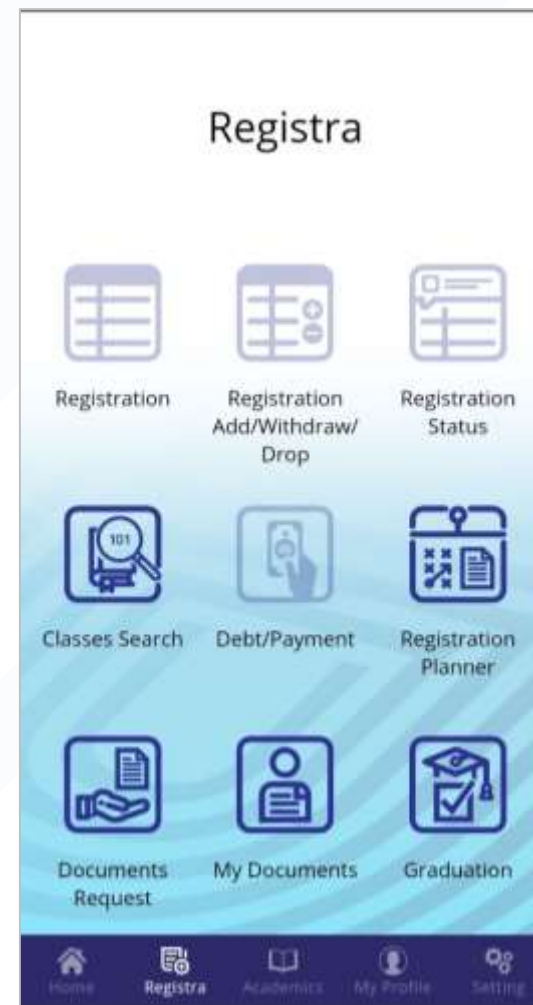 Registra
Registration
Registration
Add/Withdraw/
Drop
Registration
Status
101
Classes Search
Debt/Payment
Registration
Planner
Documents
Request
My Documents
Graduation
Home
Registra
Academics
My Profile
Setting